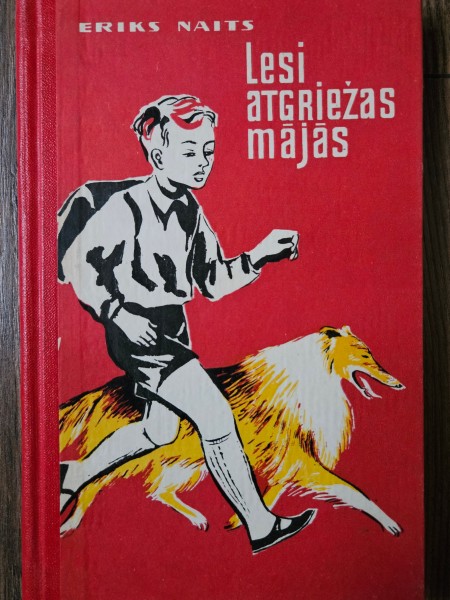 ERIKS NAITS
Lesi
ATGRIEŽAS
MĀJĀS